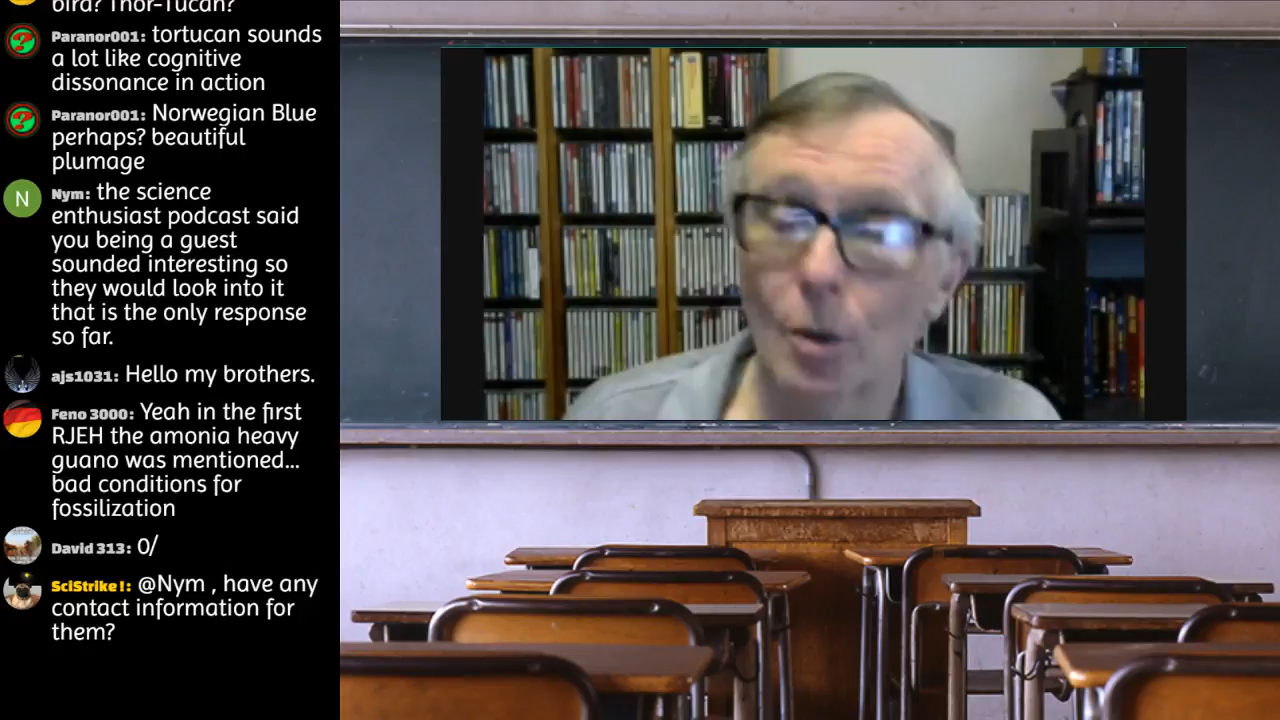 bird? Thor-Tucan?
Paranor001: tortucan sounds
a lot like cognitive
dissonance in action
Paranor001: Norwegian Blue
perhaps? beautiful
plumage
N
Nym: the science
enthusiast podcast said
you being a guest
sounded interesting so
they would look into it
that is the only response
so far.
ajs1031: Hello my brothers.
Feno 3000: Yeah in the first
RJEH the amonia heavy
guano was mentioned...
bad conditions for
fossilization
David 313: O/
SciStrike!: @Nym , have any
contact information for
them?